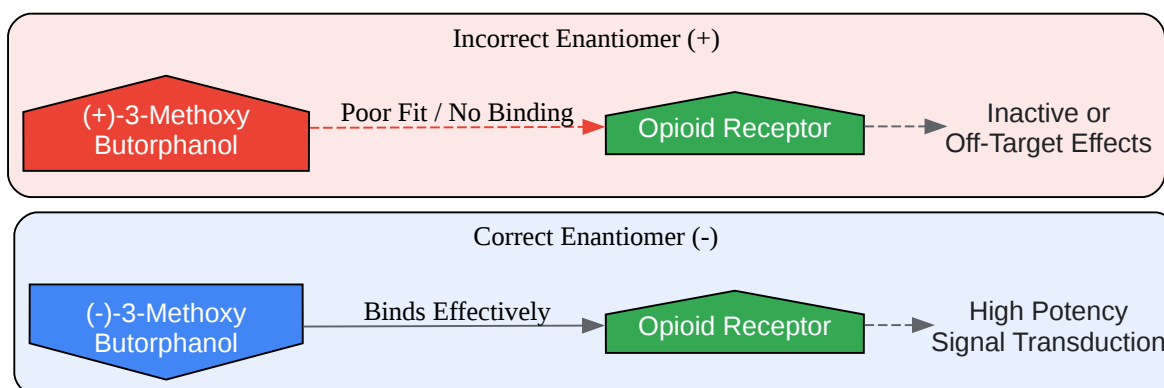 Incorrect Enantiomer (+)
(+)-3-Methoxy
Butorphanol
Poor Fit / No Binding
Opioid Receptor
Inactive or
Off-Target Effects
Correct Enantiomer (-)
(-)-3-Methoxy
Butorphanol
Binds Effectively
Opioid Receptor
High Potency
Signal Transduction